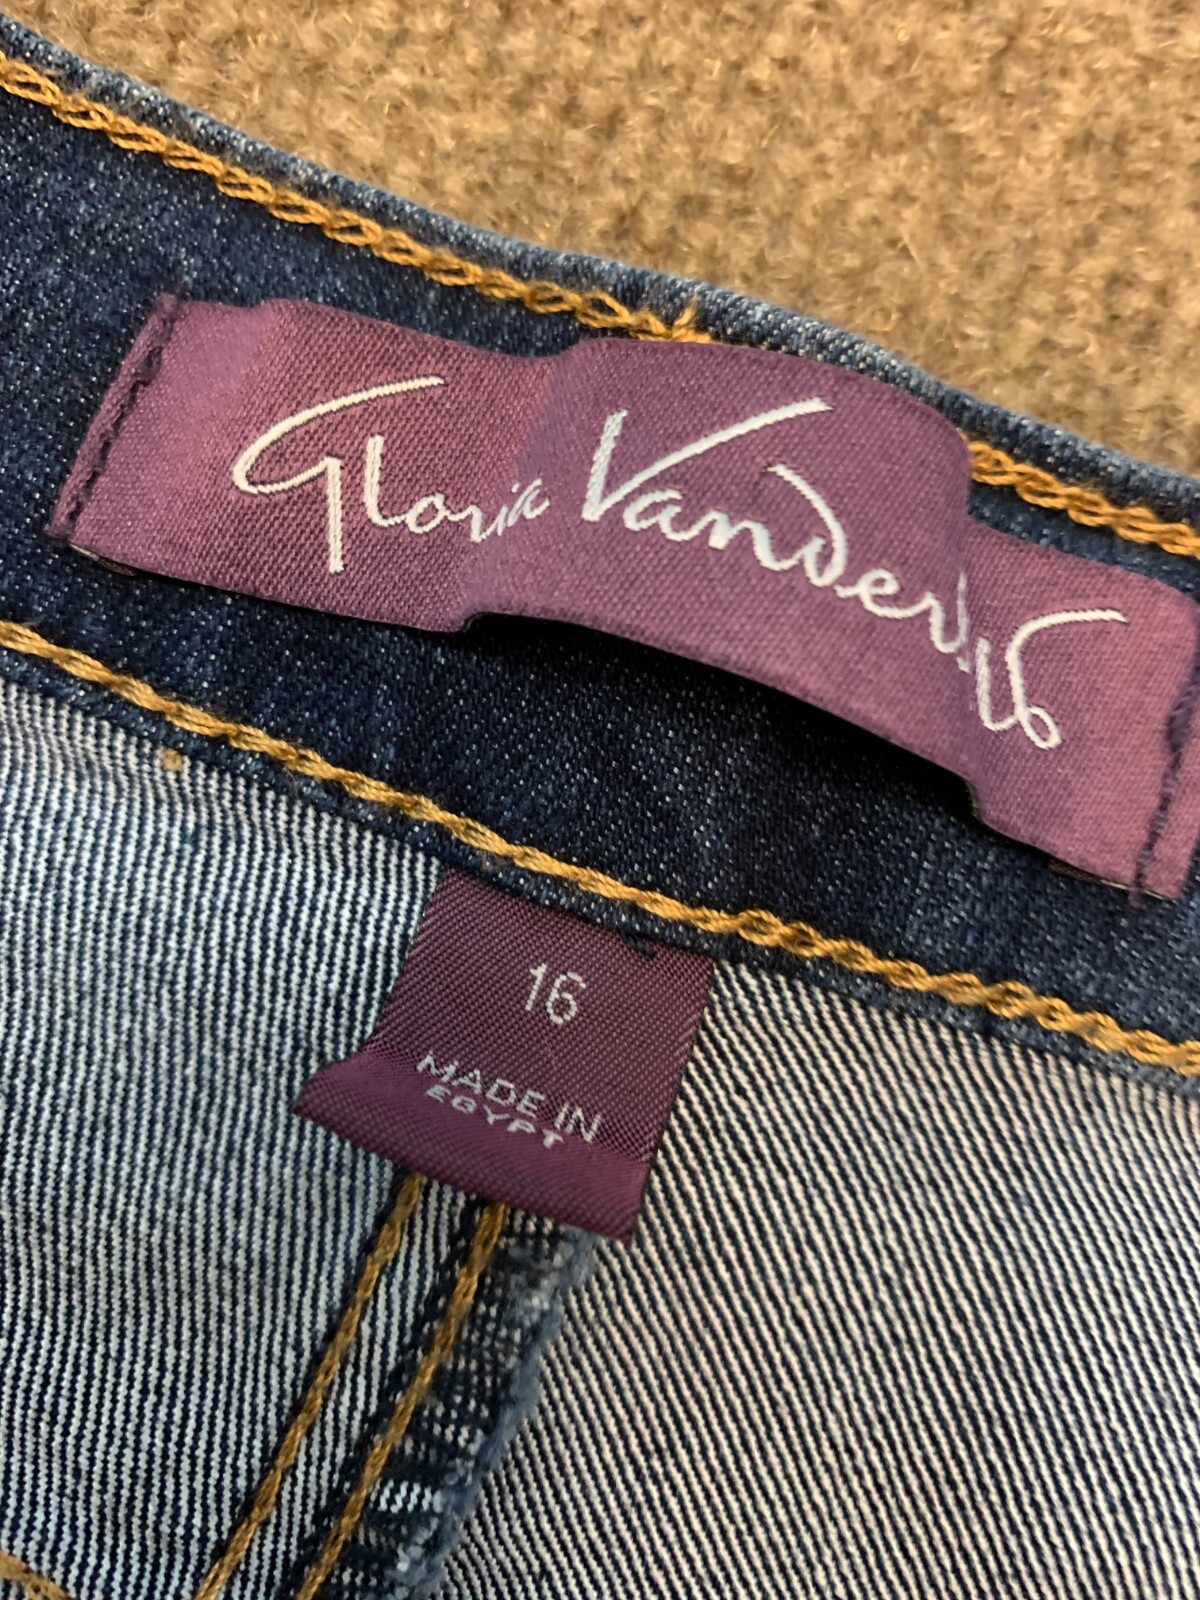 Gloria Vanderbilt
16
MADE IN
EGYPT